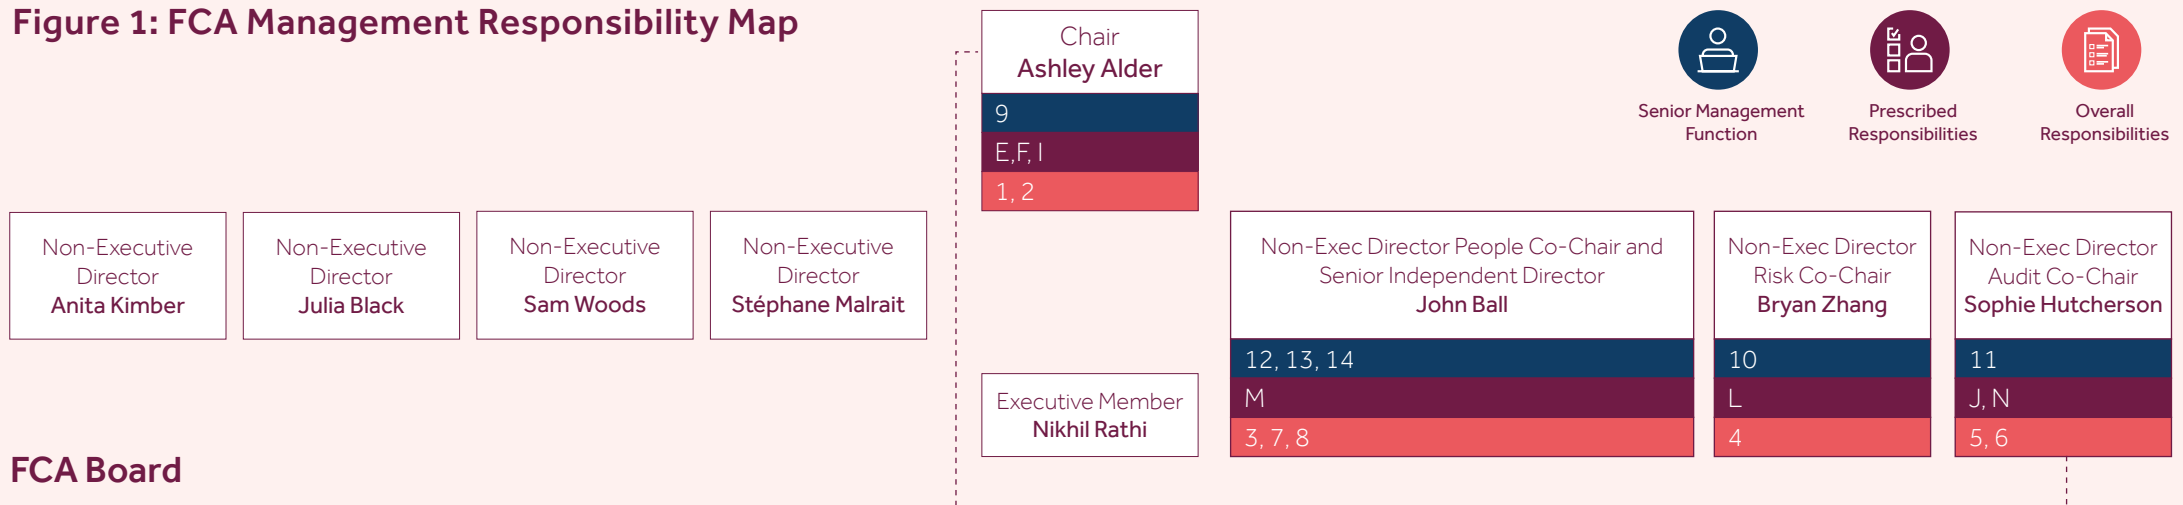 Figure 1: FCA Management Responsibility Map
Chair
Ashley Alder
9
E,F, I
1, 2
Senior Management
Function
Prescribed
Responsibilities
Overall
Responsibilities
Non-Executive
Director
Anita Kimber
Non-Executive
Director
Julia Black
Non-Executive
Director
Sam Woods
Non-Executive
Director
Stéphane Malrait
Executive Member
Nikhil Rathi
Non-Exec Director People Co-Chair and
Senior Independent Director
John Ball
12, 13, 14
M
3, 7, 8
Non-Exec Director
Risk Co-Chair
Bryan Zhang
10
L
4
Non-Exec Director
Audit Co-Chair
Sophie Hutcherson
11
J, N
5, 6
FCA Board